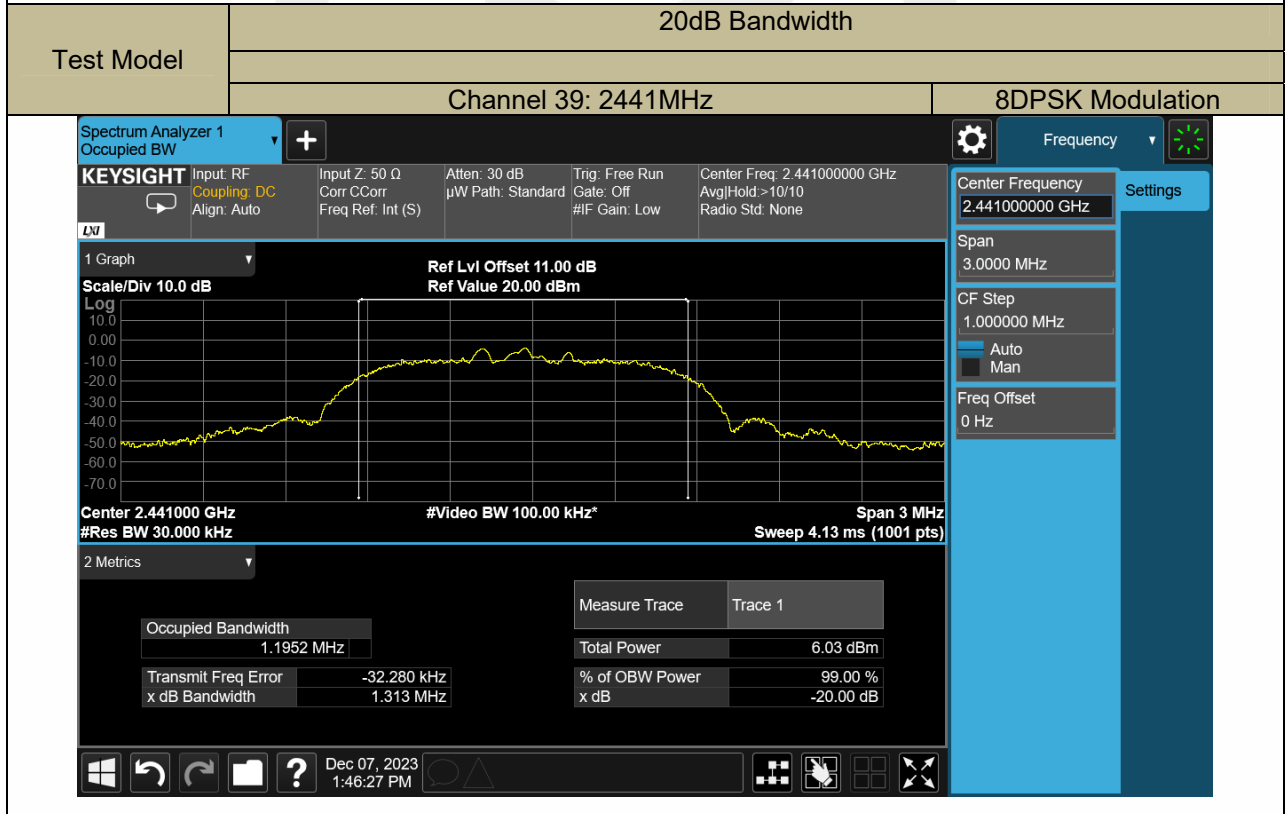 20dB Bandwidth
Test Model
Channel 39: 2441MHz
8DPSK Modulation
Spectrum Analyzer 1
Occupied BW
Frequency
KEYSIGHT
LXI
Input: RF
Coupling: DC
Align: Auto
Input Z: 50 Ω
Corr CCorr
Freq Ref: Int (S)
Atten: 30 dB
µW Path: Standard
Trig: Free Run
Gate: Off
#IF Gain: Low
Center Freq: 2.441000000 GHz
Avg|Hold:>10/10
Radio Std: None
Center Frequency
2.441000000 GHz
Settings
Span
3.0000 MHz
CF Step
1.000000 MHz
Auto
Man
Freq Offset
0 Hz
1 Graph
Scale/Div 10.0 dB
Ref Lvl Offset 11.00 dB
Ref Value 20.00 dBm
Log
10.0
0.00
-10.0
-20.0
-30.0
-40.0
-50.0
-60.0
-70.0
Center 2.441000 GHz
#Video BW 100.00 kHz*
Span 3 MHz
#Res BW 30.000 kHz
Sweep 4.13 ms (1001 pts)
2 Metrics
Measure Trace Trace 1
Occupied Bandwidth
1.1952 MHz
Total Power 6.03 dBm
Transmit Freq Error -32.280 kHz
% of OBW Power 99.00 %
x dB Bandwidth 1.313 MHz
x dB -20.00 dB
?
Dec 07, 2023
1:46:27 PM